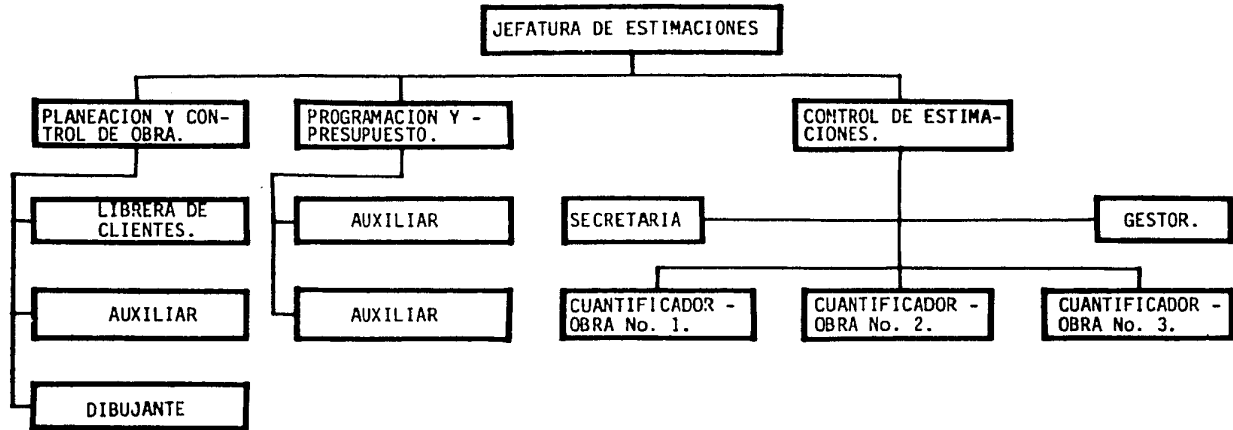 JEFATURA DE ESTIMACIONES
PLANEACION Y CON-
TROL DE OBRA.
PROGRAMACION Y -
PRESUPUESTO.
CONTROL DE ESTIMA-
CIONES.
LIBRERA DE
CLIENTES.
AUXILIAR
DIBUJANTE
AUXILIAR
AUXILIAR
SECRETARIA
GESTOR.
CUANTIFICADOR -
OBRA No. 1.
CUANTIFICADOR -
OBRA No. 2.
CUANTIFICADOR -
OBRA No. 3.